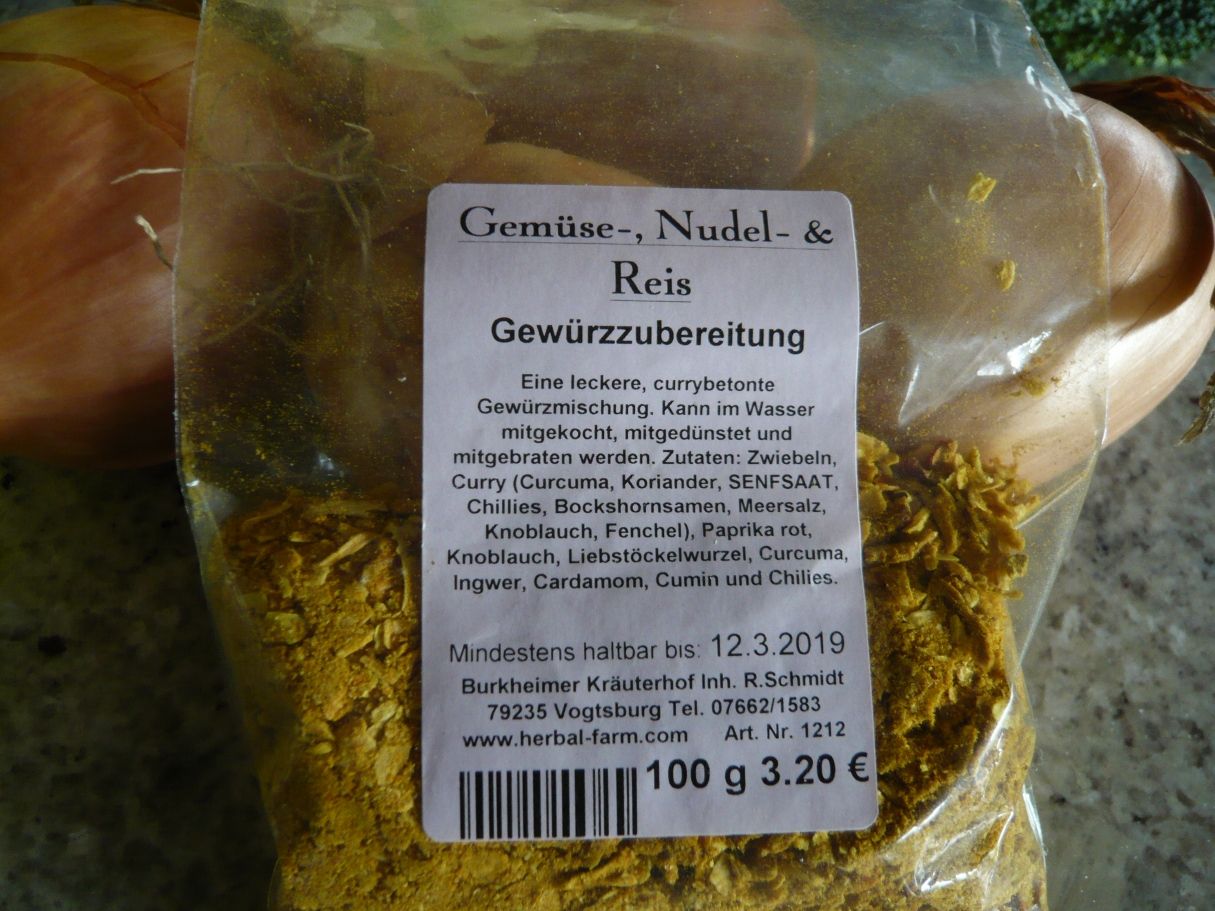 Gemüse-, Nudel- &
Reis
Gewürzzubereitung
Eine leckere, currybetonte
Gewürzmischung. Kann im Wasser
mitgekocht, mitgedünstet und
mitgebraten werden. Zutaten: Zwiebeln,
Curry (Curcuma, Koriander, SENFSAAT,
Chillies, Bockshornsamen, Meersalz,
Knoblauch, Fenchel), Paprika rot,
Knoblauch, Liebstöckelwurzel, Curcuma,
Ingwer, Cardamom, Cumin und Chilies.
Mindestens haltbar bis: 12.3.2019
Burkheimer Kräuterhof Inh. R.Schmidt
79235 Vogtsburg Tel. 07662/1583
www.herbal-farm.com Art. Nr. 1212
100 g 3.20 €